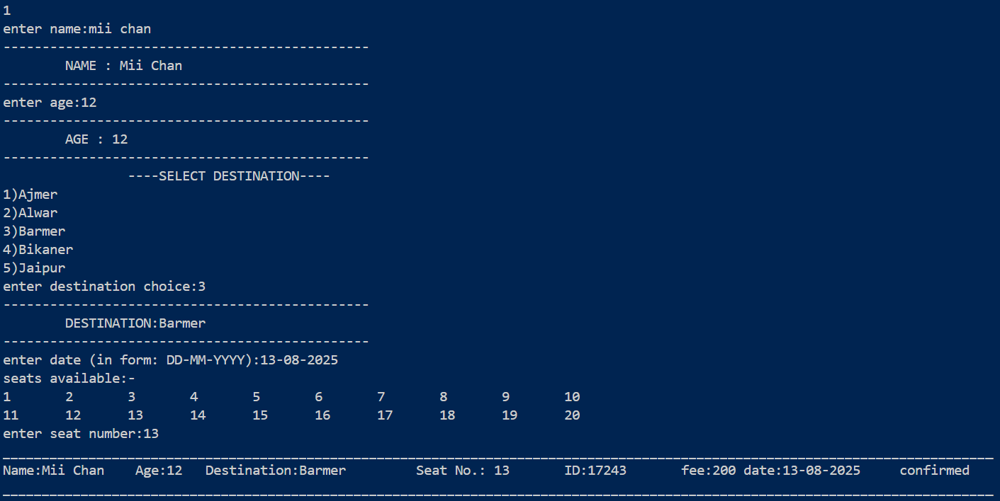 1
enter name:mii chan
-----------------------------------------------
        NAME : Mii Chan
-----------------------------------------------
enter age:12
-----------------------------------------------
        AGE : 12
-----------------------------------------------
                ----SELECT DESTINATION----
1)Ajmer
2)Alwar
3)Barmer
4)Bikaner
5)Jaipur
enter destination choice:3
-----------------------------------------------
        DESTINATION:Barmer
-----------------------------------------------
enter date (in form: DD-MM-YYYY):13-08-2025
seats available:-
1       2       3       4       5       6       7       8       9       10
11      12      13      14      15      16      17      18      19      20
enter seat number:13
_______________________________________________________________________________________________________________________________
Name:Mii Chan    Age:12   Destination:Barmer         Seat No.: 13       ID:17243       fee:200 date:13-08-2025     confirmed
_______________________________________________________________________________________________________________________________